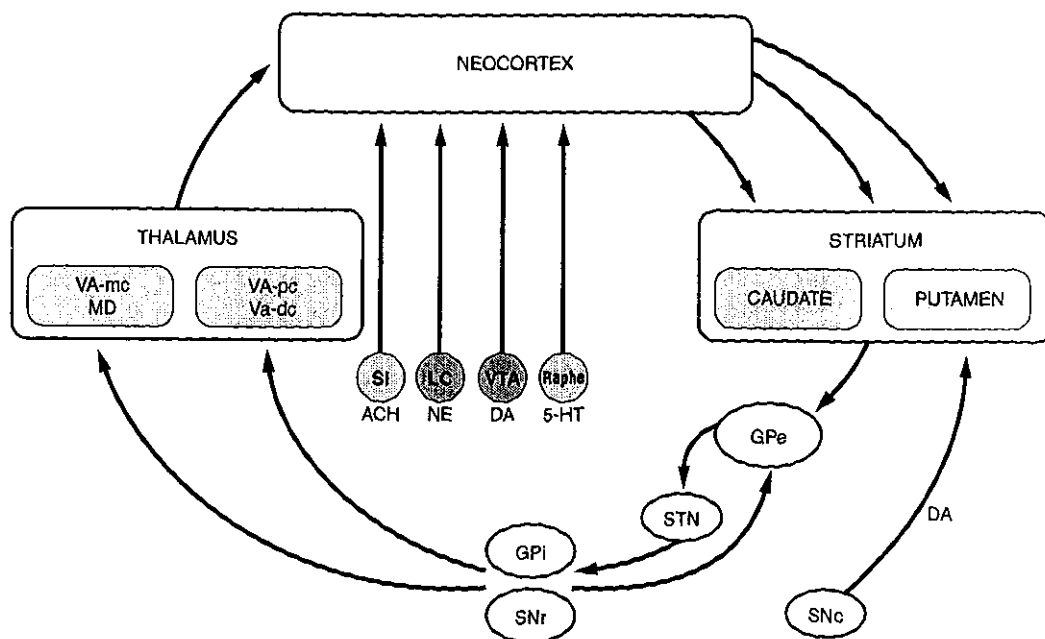 NEOCORTEX
THALAMUS
VA-mc
MD
VA-pc
Va-dc
STRIATUM
CAUDATE
PUTAMEN
SI
ILC
VTA
Raphe
ACH
NE
DA
5-HT
GPe
STN
DA
GPi
SNr
SNc